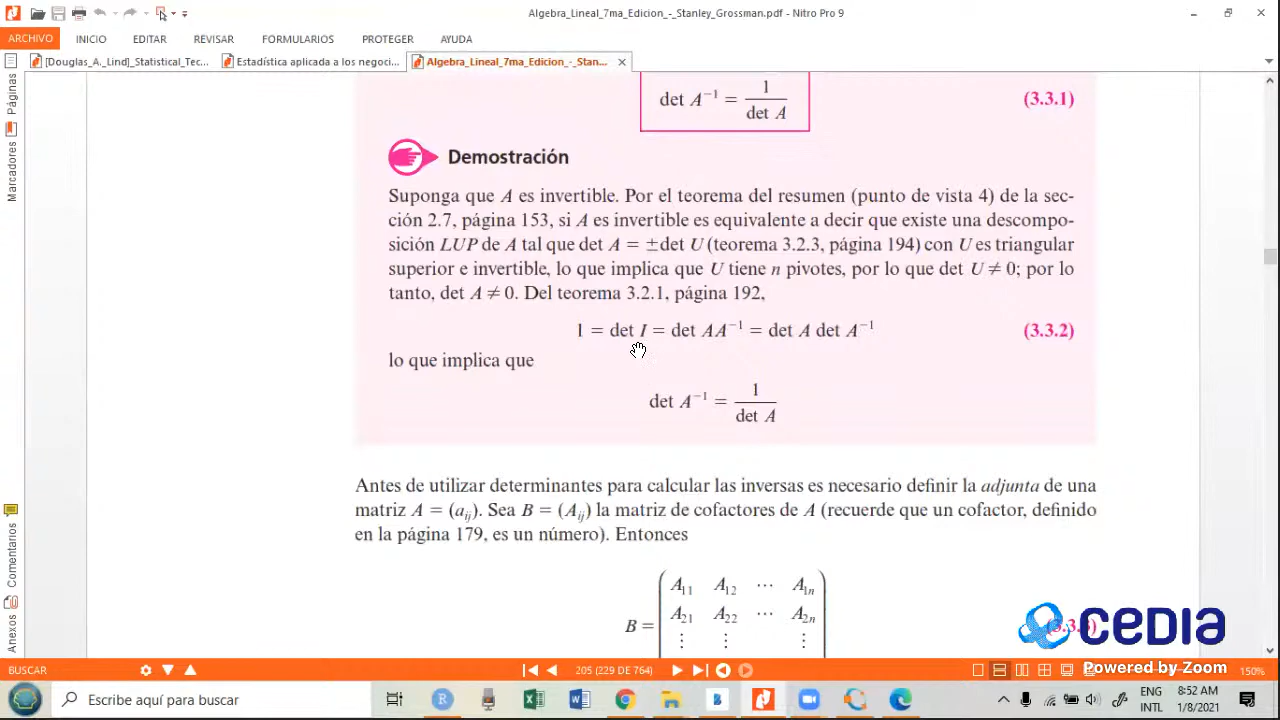 Algebra_Lineal_7ma_Edicion_-_Stanley_Grossman.pdf - Nitro Pro 9
ARCHIVO INICIO EDITAR REVISAR FORMULARIOS PROTEGER AYUDA
[Douglas_A._Lind]_Statistical_Tec... Estadística aplicada a los negoci... Algebra_Lineal_7ma_Edicion_-_Stan...
Páginas
Marcadores
Comentarios
Anexos
det A⁻¹ = 1 / det A (3.3.1)
Demostración
Suponga que A es invertible. Por el teorema del resumen (punto de vista 4) de la sec-
ción 2.7, página 153, si A es invertible es equivalente a decir que existe una descompo-
sición LUP de A tal que det A = ±det U (teorema 3.2.3, página 194) con U es triangular
superior e invertible, lo que implica que U tiene n pivotes, por lo que det U ≠ 0; por lo
tanto, det A ≠ 0. Del teorema 3.2.1, página 192,
1 = det I = det AA⁻¹ = det A det A⁻¹ (3.3.2)
lo que implica que
det A⁻¹ = 1 / det A
Antes de utilizar determinantes para calcular las inversas es necesario definir la adjunta de una
matriz A = (aᵢⱼ). Sea B = (Aᵢⱼ) la matriz de cofactores de A (recuerde que un cofactor, definido
en la página 179, es un número). Entonces
A₁₁ A₁₂ ⋯ A₁ₙ
A₂₁ A₂₂ ⋯ A₂ₙ
B = ⋮ ⋮ ⋮
cedia
Powered by Zoom
BUSCAR 205 (229 DE 764) 150%
Escribe aquí para buscar
ENG
INTL
8:52 AM
1/8/2021